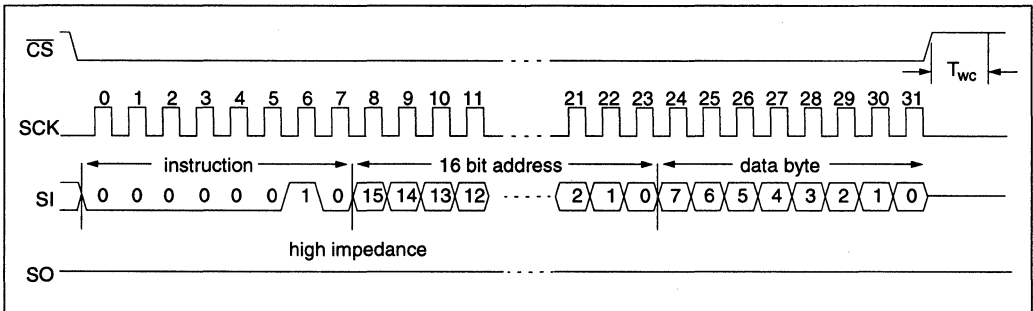 CS
Twc
0 1 2 3 4 5 6 7 8 9 10 11 21 22 23 24 25 26 27 28 29 30 31
SCK
instruction 16 bit address data byte
SI 0 0 0 0 0 0 1 0 15 14 13 12 2 1 0 7 6 5 4 3 2 1 0
high impedance
SO